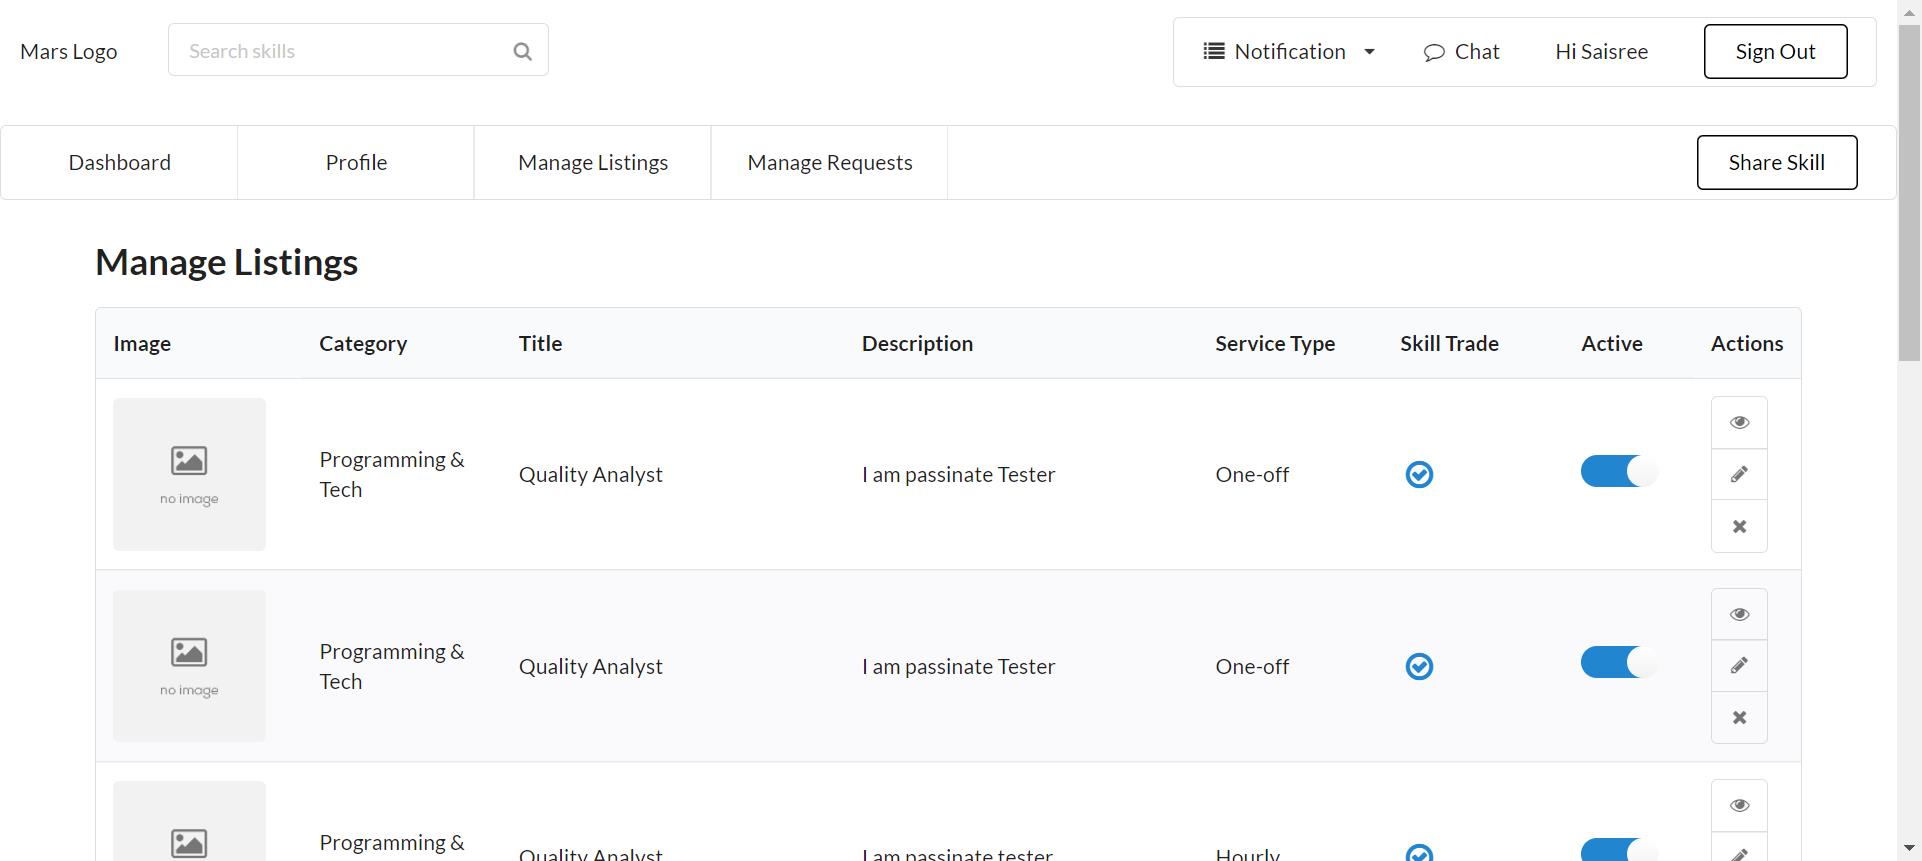 Mars Logo
Search skills
Notification
Chat
Hi Saisree
Sign Out
Dashboard
Profile
Manage Listings
Manage Requests
Share Skill
Manage Listings
Image
Category
Title
Description
Service Type
Skill Trade
Active
Actions
no image
Programming &
Tech
Quality Analyst
I am passinate Tester
One-off
no image
Programming &
Tech
Quality Analyst
I am passinate Tester
One-off
Programming &
Quality Analyst
I am passinate tester
Hourly